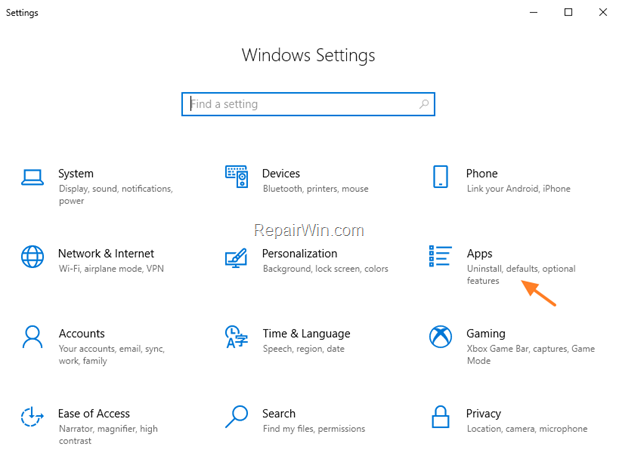 Settings
Windows Settings
Find a setting
System
Display, sound, notifications,
power
Devices
Bluetooth, printers, mouse
Phone
Link your Android, iPhone
RepairWin.com
Network & Internet
Wi-Fi, airplane mode, VPN
Personalization
Background, lock screen, colors
Apps
Uninstall, defaults, optional
features
Accounts
Your accounts, email, sync,
work, family
Time & Language
Speech, region, date
Gaming
Xbox Game Bar, captures, Game
Mode
Ease of Access
Narrator, magnifier, high
contrast
Search
Find my files, permissions
Privacy
Location, camera, microphone